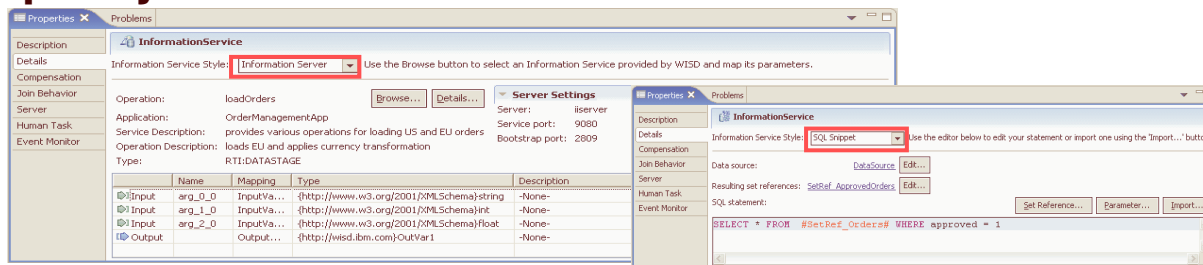 Properties
Problems
Description
Details
Compensation
Join Behavior
Server
Human Task
Event Monitor
InformationService
Information Service Style: Information Server Use the Browse button to select an Information Service provided by WISD and map its parameters.
Operation: loadOrders Browse... Details...
Application: OrderManagementApp
Service Description: provides various operations for loading US and EU orders
Operation Description: loads EU and applies currency transformation
Type: RTI:DATASTAGE
Server Settings
Server: iiserver
Service port: 9080
Bootstrap port: 2809
Name Mapping Type Description
Input arg_0_0 InputVa... {http://www.w3.org/2001/XMLSchema}string -None-
Input arg_1_0 InputVa... {http://www.w3.org/2001/XMLSchema}int -None-
Input arg_2_0 InputVa... {http://www.w3.org/2001/XMLSchema}float -None-
Output Output... {http://wisd.ibm.com}OutVar1 -None-
Properties
Problems
Description
Details
Compensation
Join Behavior
Server
Human Task
Event Monitor
InformationService
Information Service Style: SQL Snippet Use the editor below to edit your statement or import one using the 'Import...' butto
Data source: DataSource Edit...
Resulting set references: SetRef_ApprovedOrders Edit...
SQL statement: Set Reference... Parameter... Import...
SELECT * FROM #SetRef_Orders# WHERE approved = 1